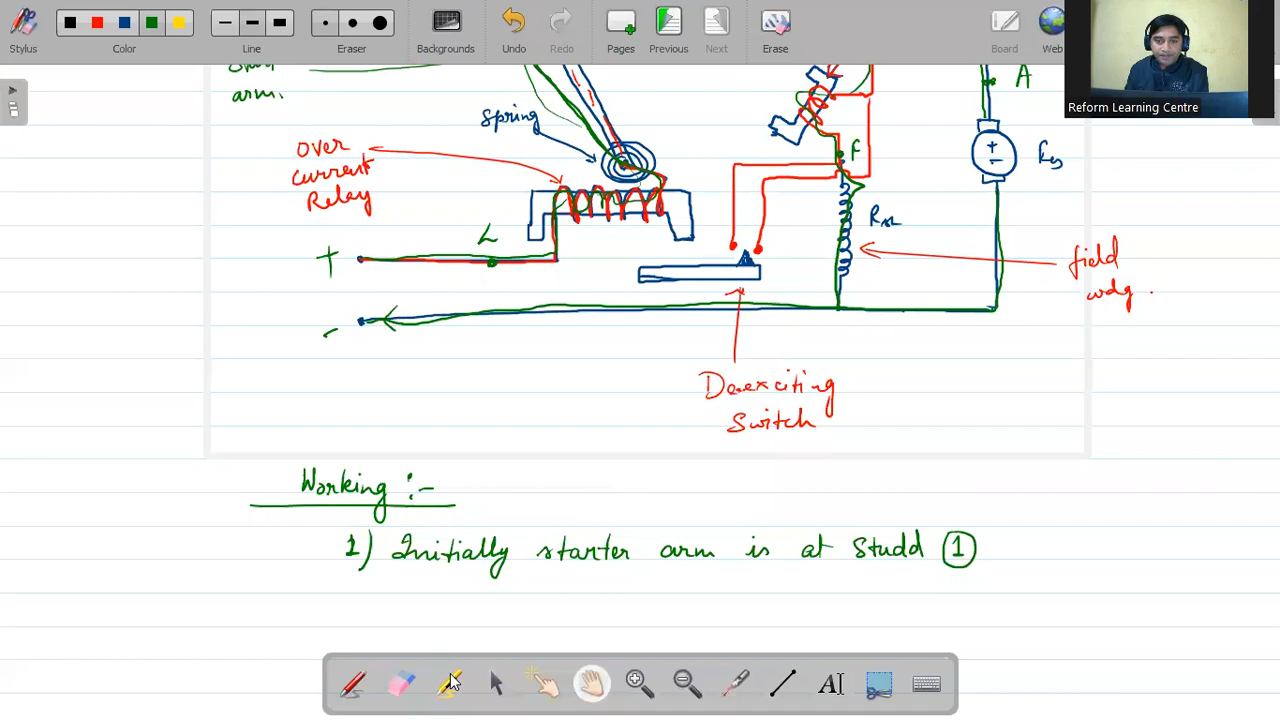 Stylus
Color
Line
Eraser
Backgrounds
Undo
Redo
Pages
Previous
Next
Erase
Board
Web
Reform Learning Centre
arm.
spring
A
F
over
current
Relay
L
+
-
+
-
field
wdg.
Deexciting
Switch
Working :-
1) Initially starter arm is at Studd 1
A